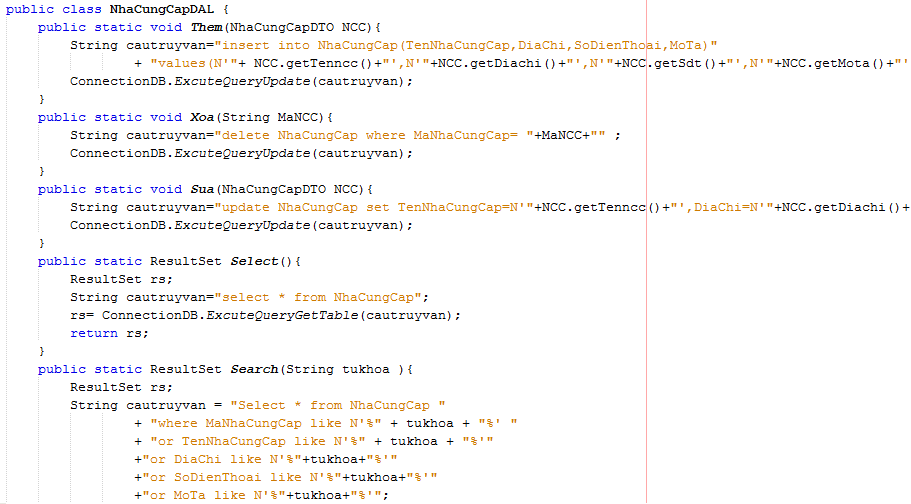 public class NhaCungCapDAL {
    public static void Them(NhaCungCapDTO NCC){
        String cautruyvan="insert into NhaCungCap(TenNhaCungCap,DiaChi,SoDienThoai,MoTa)"
                + "values(N'"+ NCC.getTenncc()+"',N'"+NCC.getDiachi()+"',N'"+NCC.getSdt()+"',N'"+NCC.getMota()+"'
        ConnectionDB.ExcuteQueryUpdate(cautruyvan);
    }
    public static void Xoa(String MaNCC){
        String cautruyvan="delete NhaCungCap where MaNhaCungCap= "+MaNCC+"" ;
        ConnectionDB.ExcuteQueryUpdate(cautruyvan);
    }
    public static void Sua(NhaCungCapDTO NCC){
        String cautruyvan="update NhaCungCap set TenNhaCungCap=N'"+NCC.getTenncc()+"',DiaChi=N'"+NCC.getDiachi()+
        ConnectionDB.ExcuteQueryUpdate(cautruyvan);
    }
    public static ResultSet Select(){
        ResultSet rs;
        String cautruyvan="select * from NhaCungCap";
        rs= ConnectionDB.ExcuteQueryGetTable(cautruyvan);
        return rs;
    }
    public static ResultSet Search(String tukhoa ){
        ResultSet rs;
        String cautruyvan = "Select * from NhaCungCap "
                + "where MaNhaCungCap like N'%" + tukhoa + "%' "
                + "or TenNhaCungCap like N'%" + tukhoa + "%'"
                +"or DiaChi like N'%"+tukhoa+"%'"
                +"or SoDienThoai like N'%"+tukhoa+"%'"
                +"or MoTa like N'%"+tukhoa+"%'";